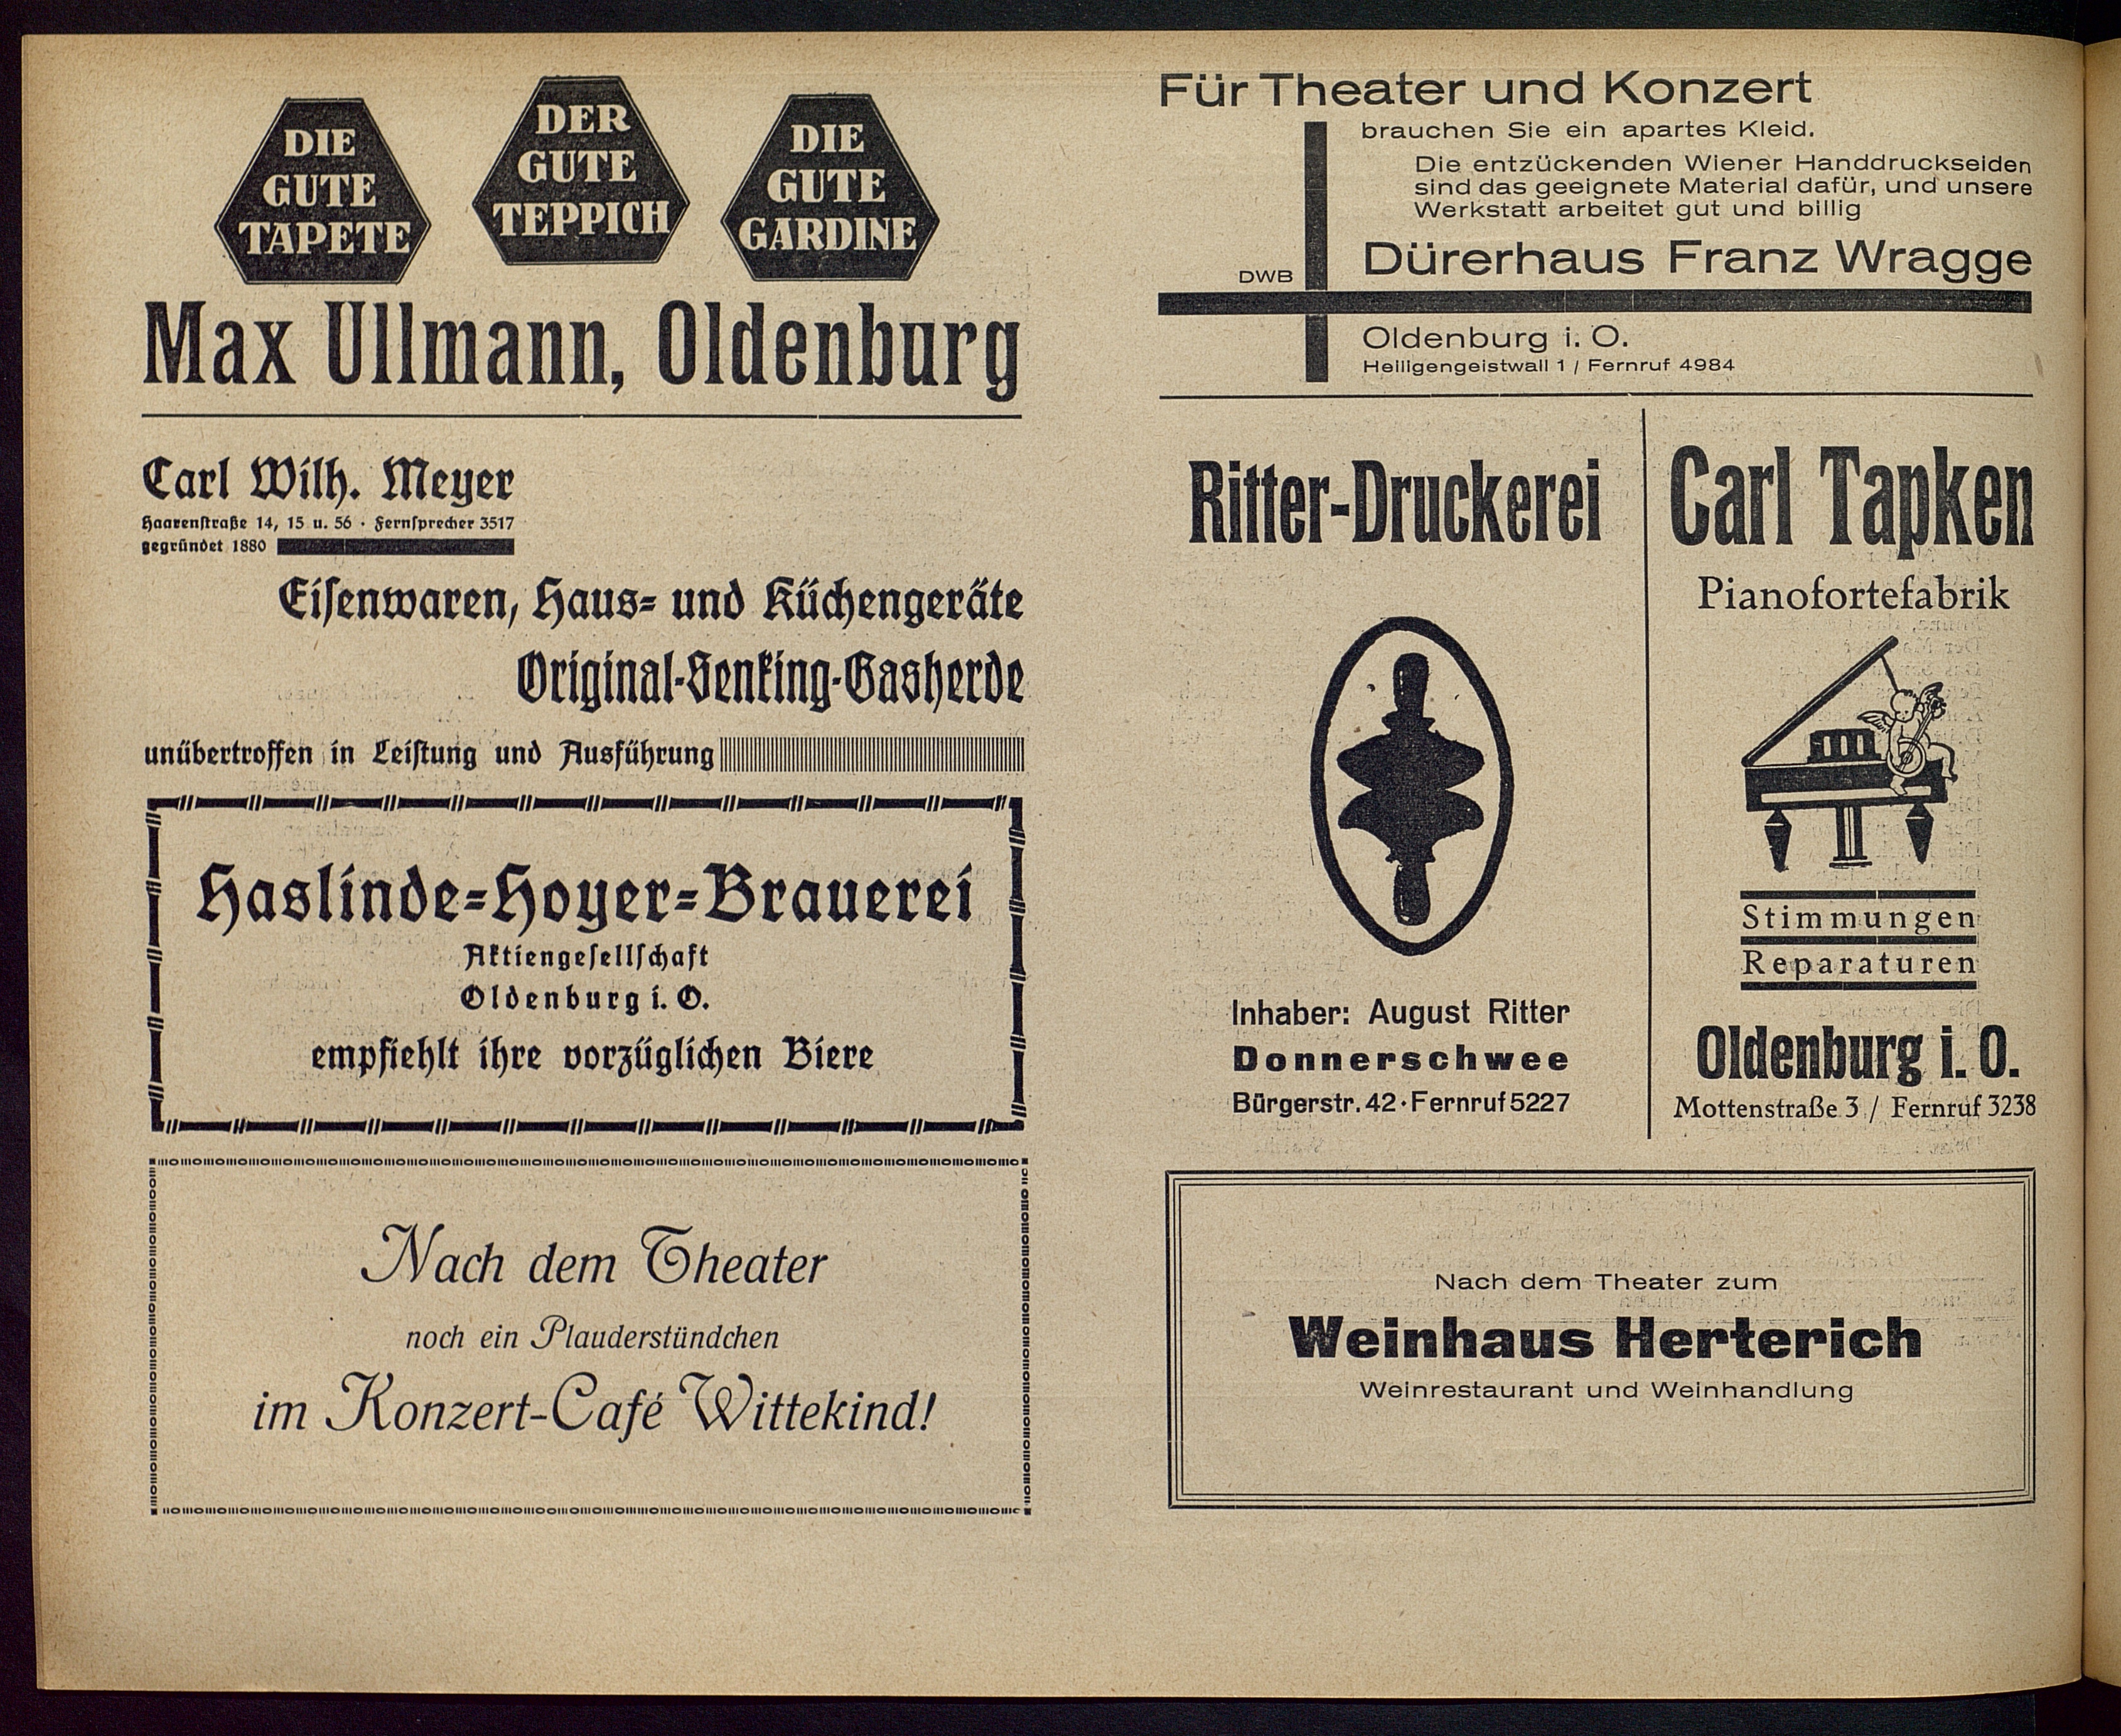 DIE
GUTE
TAPETE
DER
GUTE
TEPPICH
DIE
GUTE
GARDINE
Max Ullmann, Oldenburg
Carl Wilh. Meyer
Haarenſtraße 14, 15 u. 56 · Fernſprecher 3517
gegründet 1880
Eiſenwaren, Haus- und Küchengeräte
Original-Senking-Gasherde
unübertroffen in Leiſtung und Ausführung
Haslinde-Hoyer-Brauerei
Aktiengeſellſchaft
Oldenburg i. O.
empfiehlt ihre vorzüglichen Biere
Nach dem Theater
noch ein Plauderstündchen
im Konzert-Café Wittekind!
Für Theater und Konzert
brauchen Sie ein apartes Kleid.
Die entzückenden Wiener Handdruckseiden
sind das geeignete Material dafür, und unsere
Werkstatt arbeitet gut und billig
DWB
Dürerhaus Franz Wragge
Oldenburg i. O.
Heiligengeistwall 1 / Fernruf 4984
Ritter-Druckerei
Inhaber: August Ritter
Donnerschwee
Bürgerstr. 42 · Fernruf 5227
Carl Tapken
Pianofortefabrik
Stimmungen
Reparaturen
Oldenburg i. O.
Mottenstraße 3 / Fernruf 3238
Nach dem Theater zum
Weinhaus Herterich
Weinrestaurant und Weinhandlung